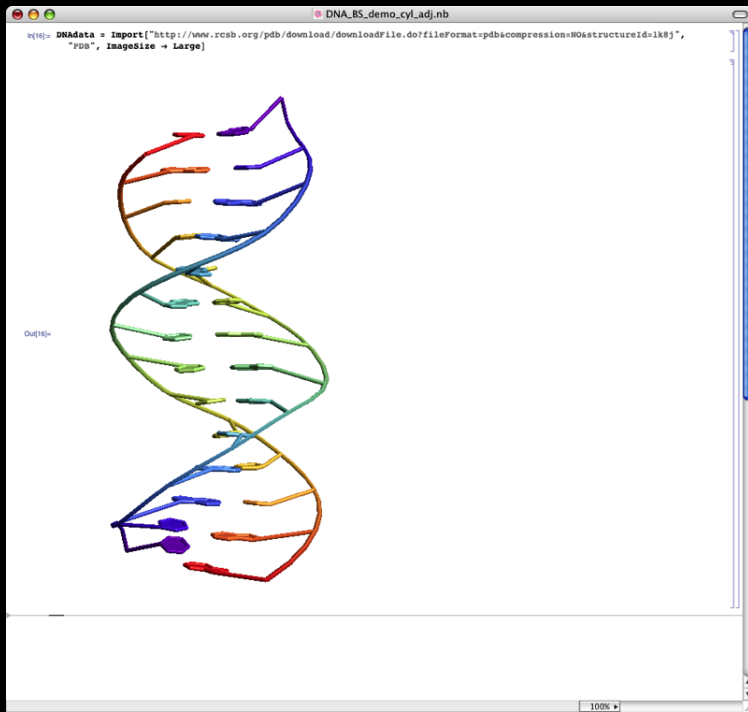 DNA_BS_demo_cyl_adj.nb
In[16]:= DNAdata = Import["http://www.rcsb.org/pdb/download/downloadFile.do?fileFormat=pdb&compression=NO&structureId=1k8j",
"PDB", ImageSize → Large]
Out[16]=
100%